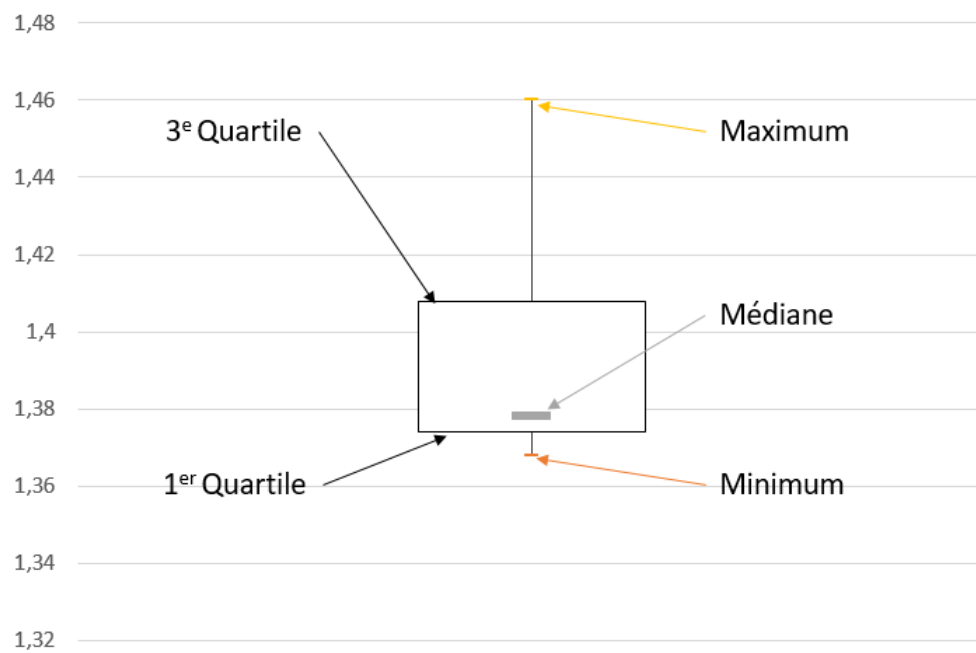 1,48
1,46
3e Quartile
Maximum
1,44
1,42
Médiane
1,4
1,38
1er Quartile
Minimum
1,36
1,34
1,32